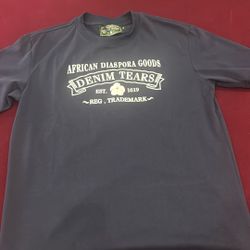 AFRICAN DIASPORA GOODS
DENIM TEARS
EST. 1619
REG. TRADEMARK